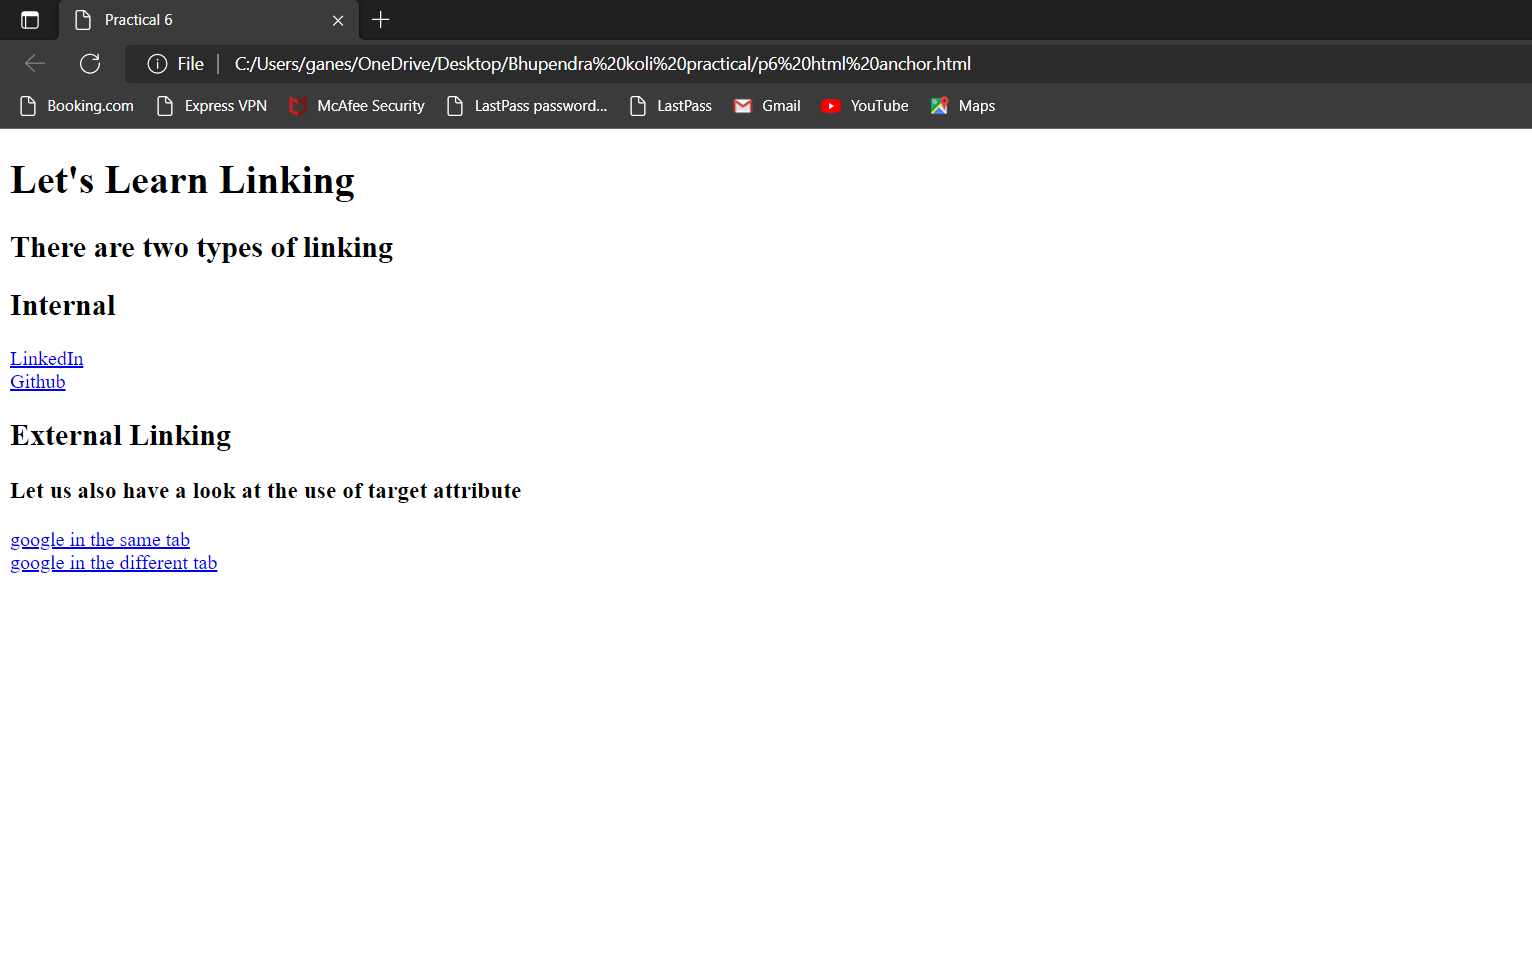 Practical 6
File C:/Users/ganes/OneDrive/Desktop/Bhupendra%20koli%20practical/p6%20html%20anchor.html
Booking.com Express VPN McAfee Security LastPass password... LastPass Gmail YouTube Maps
Let's Learn Linking
There are two types of linking
Internal
LinkedIn
Github
External Linking
Let us also have a look at the use of target attribute
google in the same tab
google in the different tab